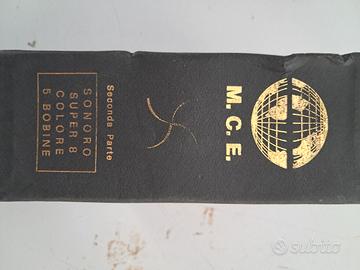 M.C.E.
Seconda Parte
SONORO
SUPER 8
COLORE
5 BOBINE
subito